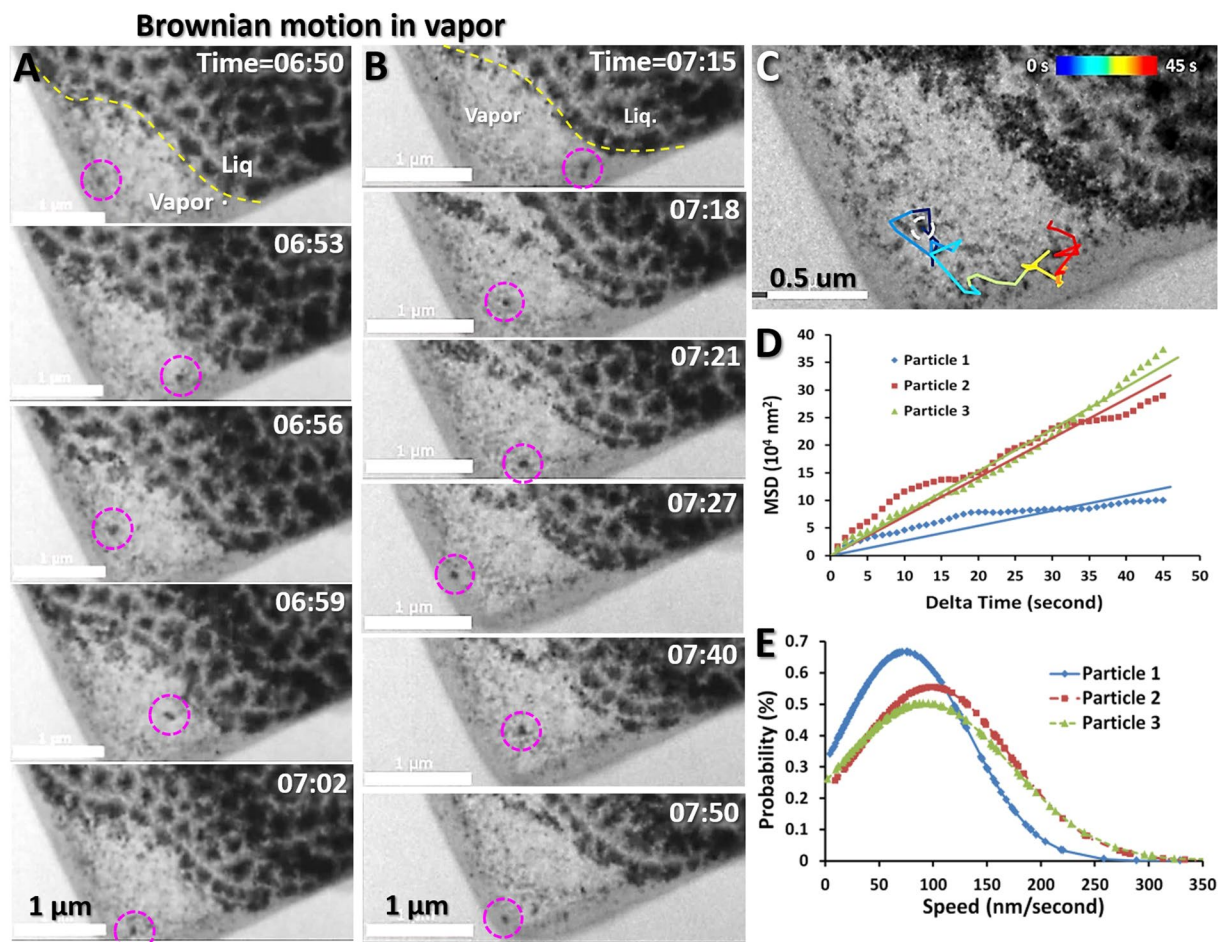 Brownian motion in vapor
A
Time=06:50
Liq
Vapor
1 µm
06:53
1 µm
06:56
1 µm
06:59
1 µm
07:02
1 µm
B
Time=07:15
Vapor
Liq.
1 µm
07:18
1 µm
07:21
1 µm
07:27
1 µm
07:40
1 µm
07:50
1 µm
C
0 s
45 s
0.5 um
D
MSD (10⁴ nm²)
40
35
30
25
20
15
10
5
0
Particle 1
Particle 2
Particle 3
0 5 10 15 20 25 30 35 40 45 50
Delta Time (second)
E
Probability (%)
0.7
0.6
0.5
0.4
0.3
0.2
0.1
0
Particle 1
Particle 2
Particle 3
0 50 100 150 200 250 300 350
Speed (nm/second)